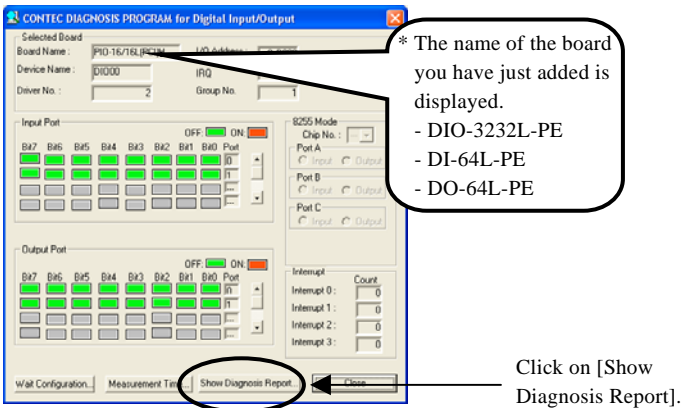 CONTEC DIAGNOSIS PROGRAM for Digital Input/Output
Selected Board
Board Name :
Device Name : DIO00 IRQ
Driver No. : 2 Group No. 1
* The name of the board
you have just added is
displayed.
- DIO-3232L-PE
- DI-64L-PE
- DO-64L-PE
Input Port
OFF: ON:
Bit7 Bit6 Bit5 Bit4 Bit3 Bit2 Bit1 Bit0 Port
0
1
...
...
8255 Mode
Chip No. : --
Port A
Input Output
Port B
Input Output
Port C
Input Output
Output Port
OFF: ON:
Bit7 Bit6 Bit5 Bit4 Bit3 Bit2 Bit1 Bit0 Port
0
1
...
...
Interrupt
Count
Interrupt 0 : 0
Interrupt 1 : 0
Interrupt 2 : 0
Interrupt 3 : 0
Wait Configuration... Measurement Show Diagnosis Report... Close
Click on [Show
Diagnosis Report].